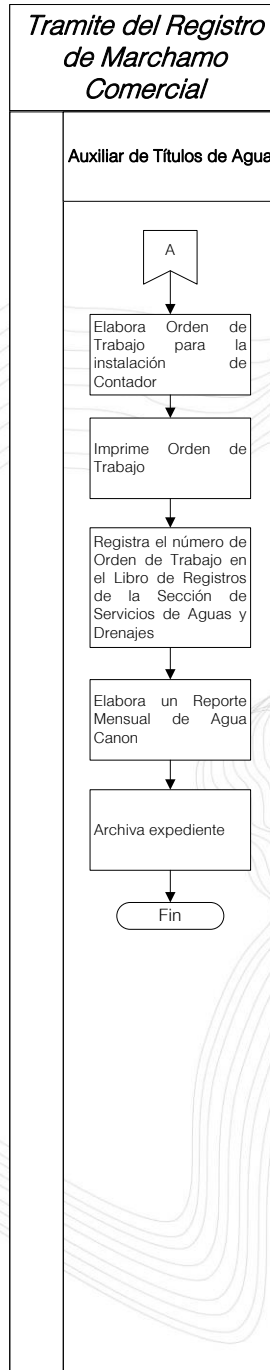 Tramite del Registro
de Marchamo
Comercial
Auxiliar de Títulos de Agua
A
Elabora Orden de
Trabajo para la
instalación de
Contador
Imprime Orden de
Trabajo
Registra el número de
Orden de Trabajo en
el Libro de Registros
de la Sección de
Servicios de Aguas y
Drenajes
Elabora un Reporte
Mensual de Agua
Canon
Archiva expediente
Fin